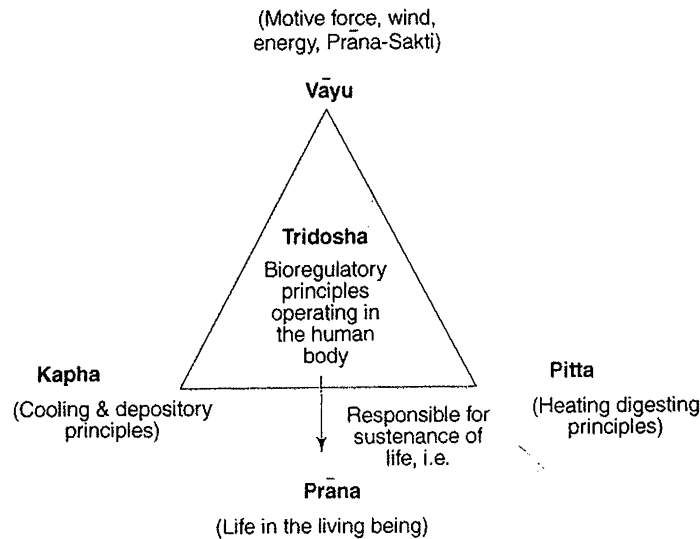 (Motive force, wind,
energy, Prāna-Sakti)
Vāyu
Tridosha
Bioregulatory
principles
operating in
the human
body
Kapha
(Cooling & depository
principles)
Pitta
(Heating digesting
principles)
Responsible for
sustenance of
life, i.e.
Prāna
(Life in the living being)